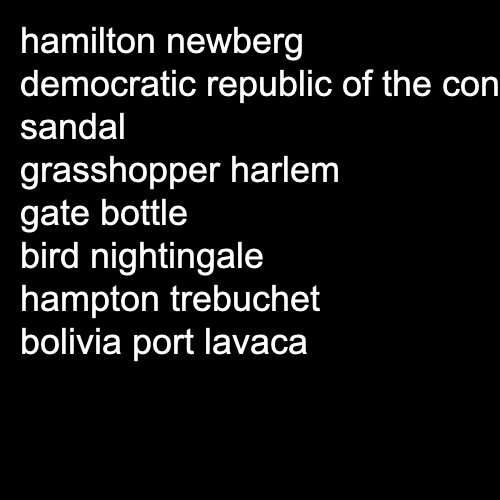 hamilton newberg
democratic republic of the con
sandal
grasshopper harlem
gate bottle
bird nightingale
hampton trebuchet
bolivia port lavaca